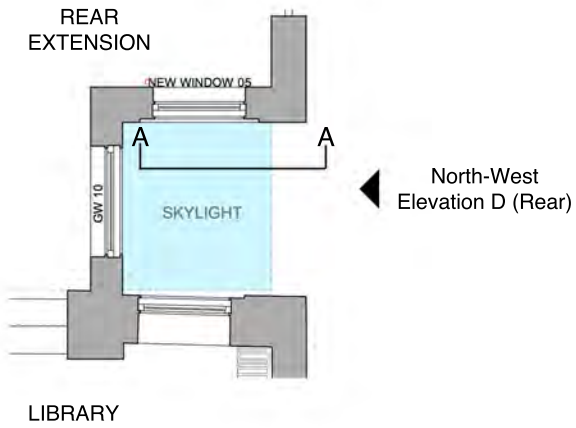 REAR
EXTENSION
NEW WINDOW 05
A A
GW 10
SKYLIGHT
North-West
Elevation D (Rear)
LIBRARY